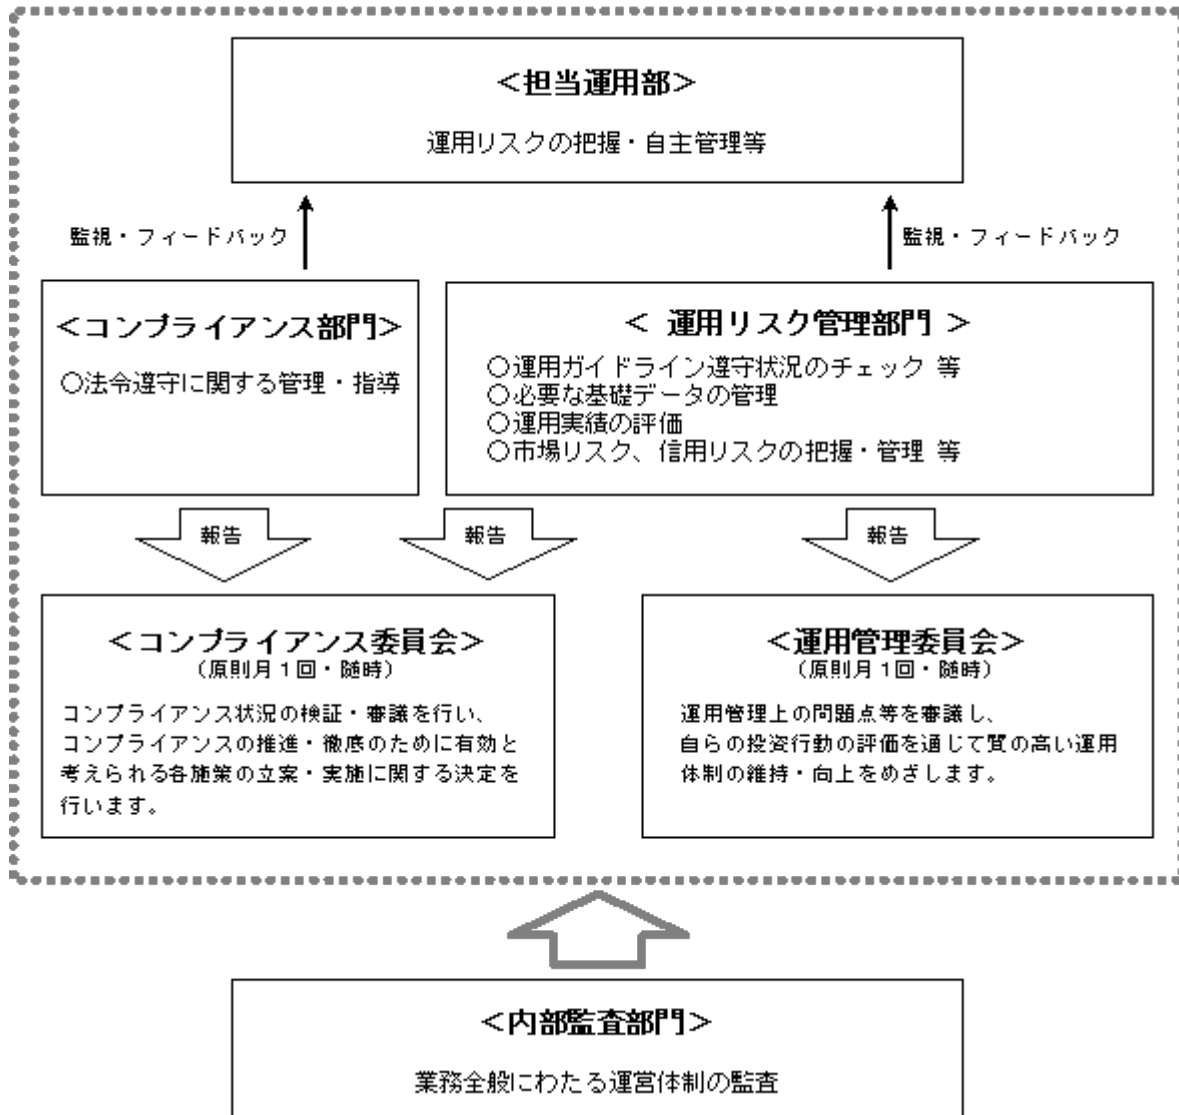 ＜担当運用部＞
運用リスクの把握・自主管理等
監視・フィードバック
監視・フィードバック
＜コンプライアンス部門＞
○法令遵守に関する管理・指導
＜ 運用リスク管理部門 ＞
○運用ガイドライン遵守状況のチェック 等
○必要な基礎データの管理
○運用実績の評価
○市場リスク、信用リスクの把握・管理 等
報告
報告
報告
＜コンプライアンス委員会＞
（原則月１回・随時）
コンプライアンス状況の検証・審議を行い、
コンプライアンスの推進・徹底のために有効と
考えられる各施策の立案・実施に関する決定を
行います。
＜運用管理委員会＞
（原則月１回・随時）
運用管理上の問題点等を審議し、
自らの投資行動の評価を通じて質の高い運用
体制の維持・向上をめざします。
＜内部監査部門＞
業務全般にわたる運営体制の監査